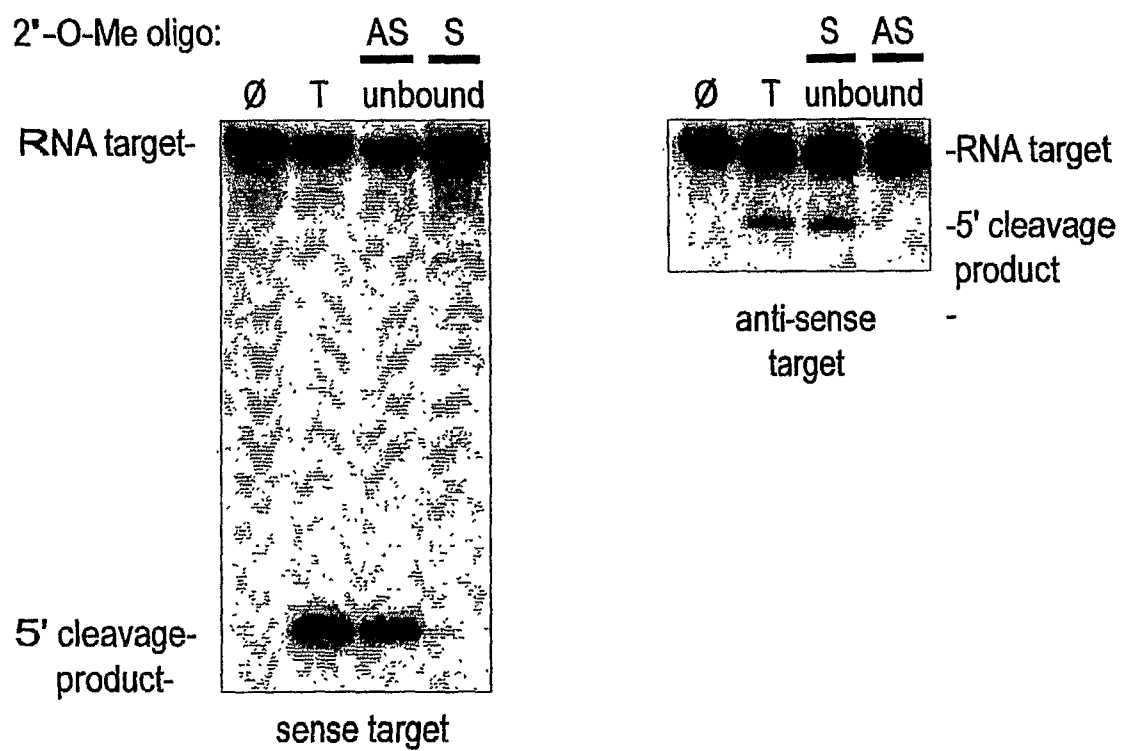 2'-O-Me oligo: AS S
Ø T unbound
RNA target-
5' cleavage-
product-
sense target
S AS
Ø T unbound
-RNA target
-5' cleavage
product
-
anti-sense
target